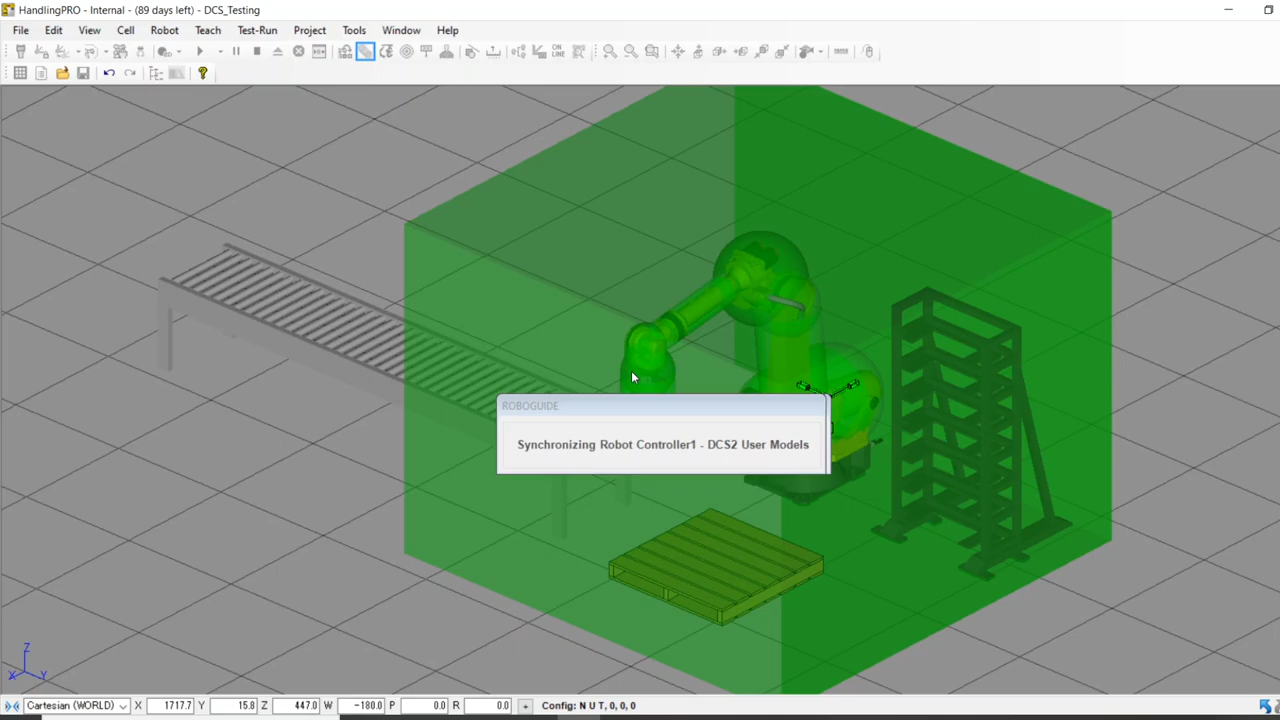 HandlingPRO - Internal - (89 days left) - DCS_Testing
File Edit View Cell Robot Teach Test-Run Project Tools Window Help
ON
LINE
ROBOGUIDE
Synchronizing Robot Controller1 - DCS2 User Models
Z
X Y
Cartesian (WORLD) X 1717.7 Y 15.8 Z 447.0 W -180.0 P 0.0 R 0.0 + Config: N U T, 0, 0, 0